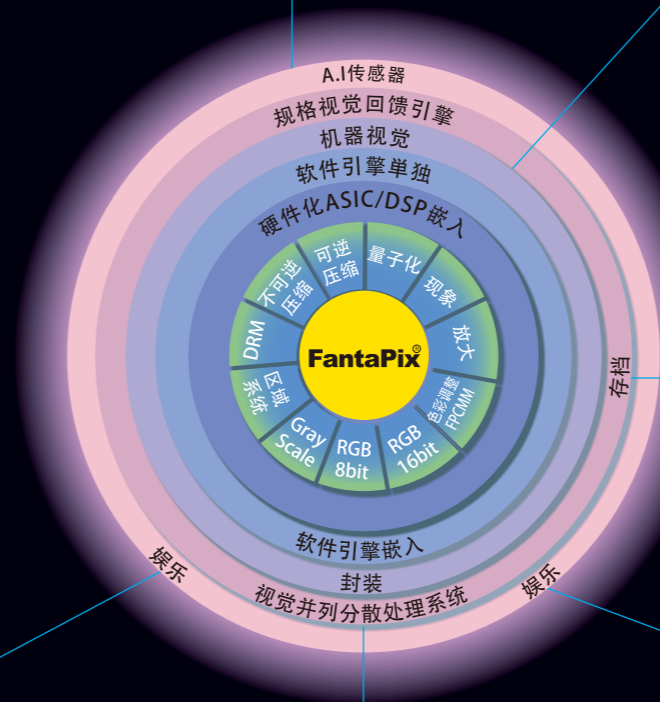 A.I传感器
规格视觉回馈引擎
机器视觉
软件引擎单独
硬件化ASIC/DSP嵌入
可逆
压缩
量子化
现象
放大
色彩调整
FPCMM
RGB
16bit
RGB
8bit
Gray
Scale
区域
系统
DRM
不可逆
压缩
FantaPix®
存档
软件引擎嵌入
封装
视觉并列分散处理系统
娱乐
娱乐